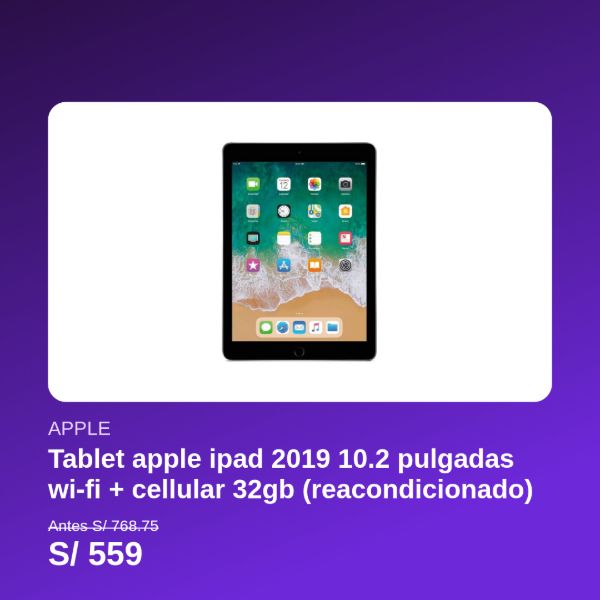 APPLE
Tablet apple ipad 2019 10.2 pulgadas
wi-fi + cellular 32gb (reacondicionado)
Antes S/ 768.75
S/ 559